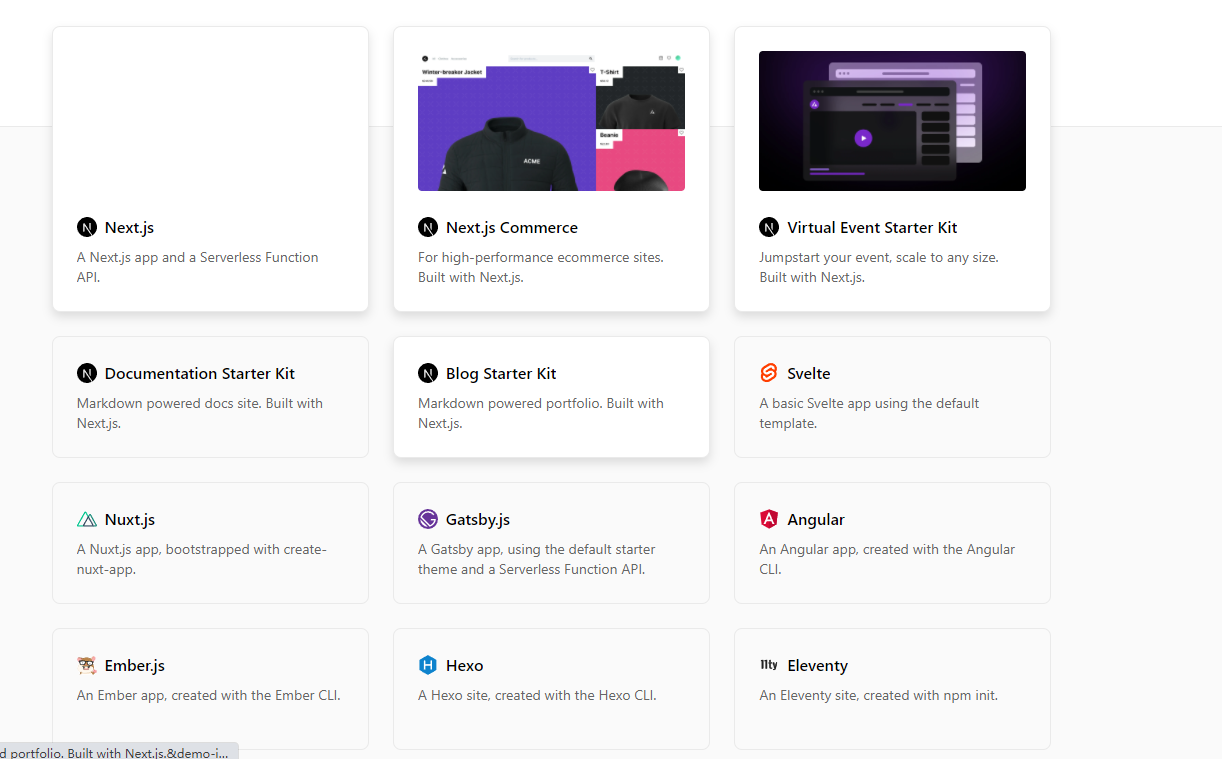 Winter-breaker Jacket
T-Shirt
Beanie
ACME
Next.js
A Next.js app and a Serverless Function
API.
Next.js Commerce
For high-performance ecommerce sites.
Built with Next.js.
Virtual Event Starter Kit
Jumpstart your event, scale to any size.
Built with Next.js.
Documentation Starter Kit
Markdown powered docs site. Built with
Next.js.
Blog Starter Kit
Markdown powered portfolio. Built with
Next.js.
Svelte
A basic Svelte app using the default
template.
Nuxt.js
A Nuxt.js app, bootstrapped with create-
nuxt-app.
Gatsby.js
A Gatsby app, using the default starter
theme and a Serverless Function API.
Angular
An Angular app, created with the Angular
CLI.
Ember.js
An Ember app, created with the Ember CLI.
Hexo
A Hexo site, created with the Hexo CLI.
11ty Eleventy
An Eleventy site, created with npm init.
d portfolio. Built with Next.js.&demo-i...